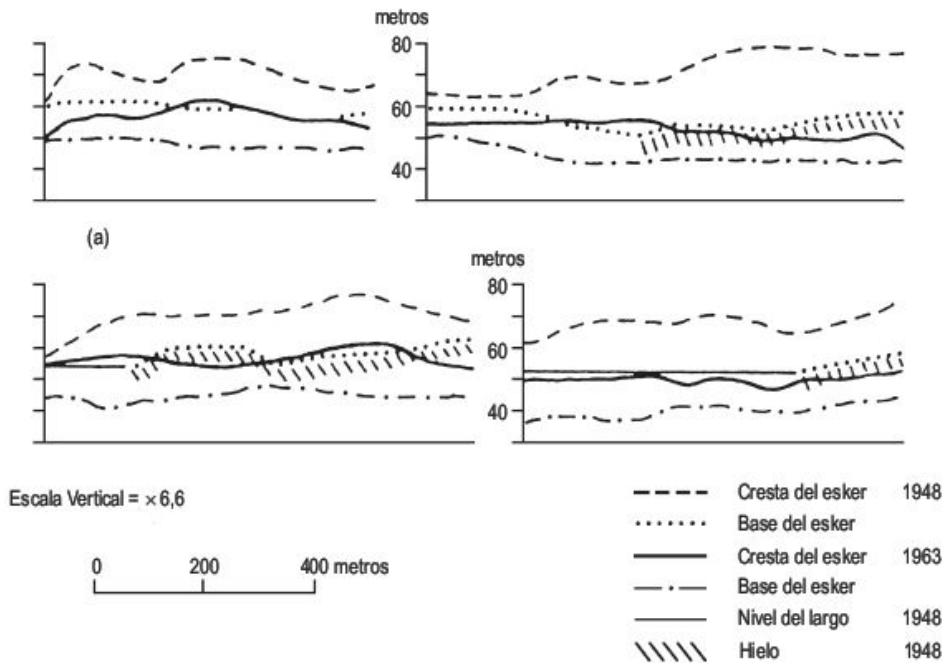 metros
80
60
40
(a)
metros
80
60
40
Escala Vertical = × 6,6
0 200 400 metros
Cresta del esker 1948
Base del esker
Cresta del esker 1963
Base del esker
Nivel del largo 1948
Hielo 1948